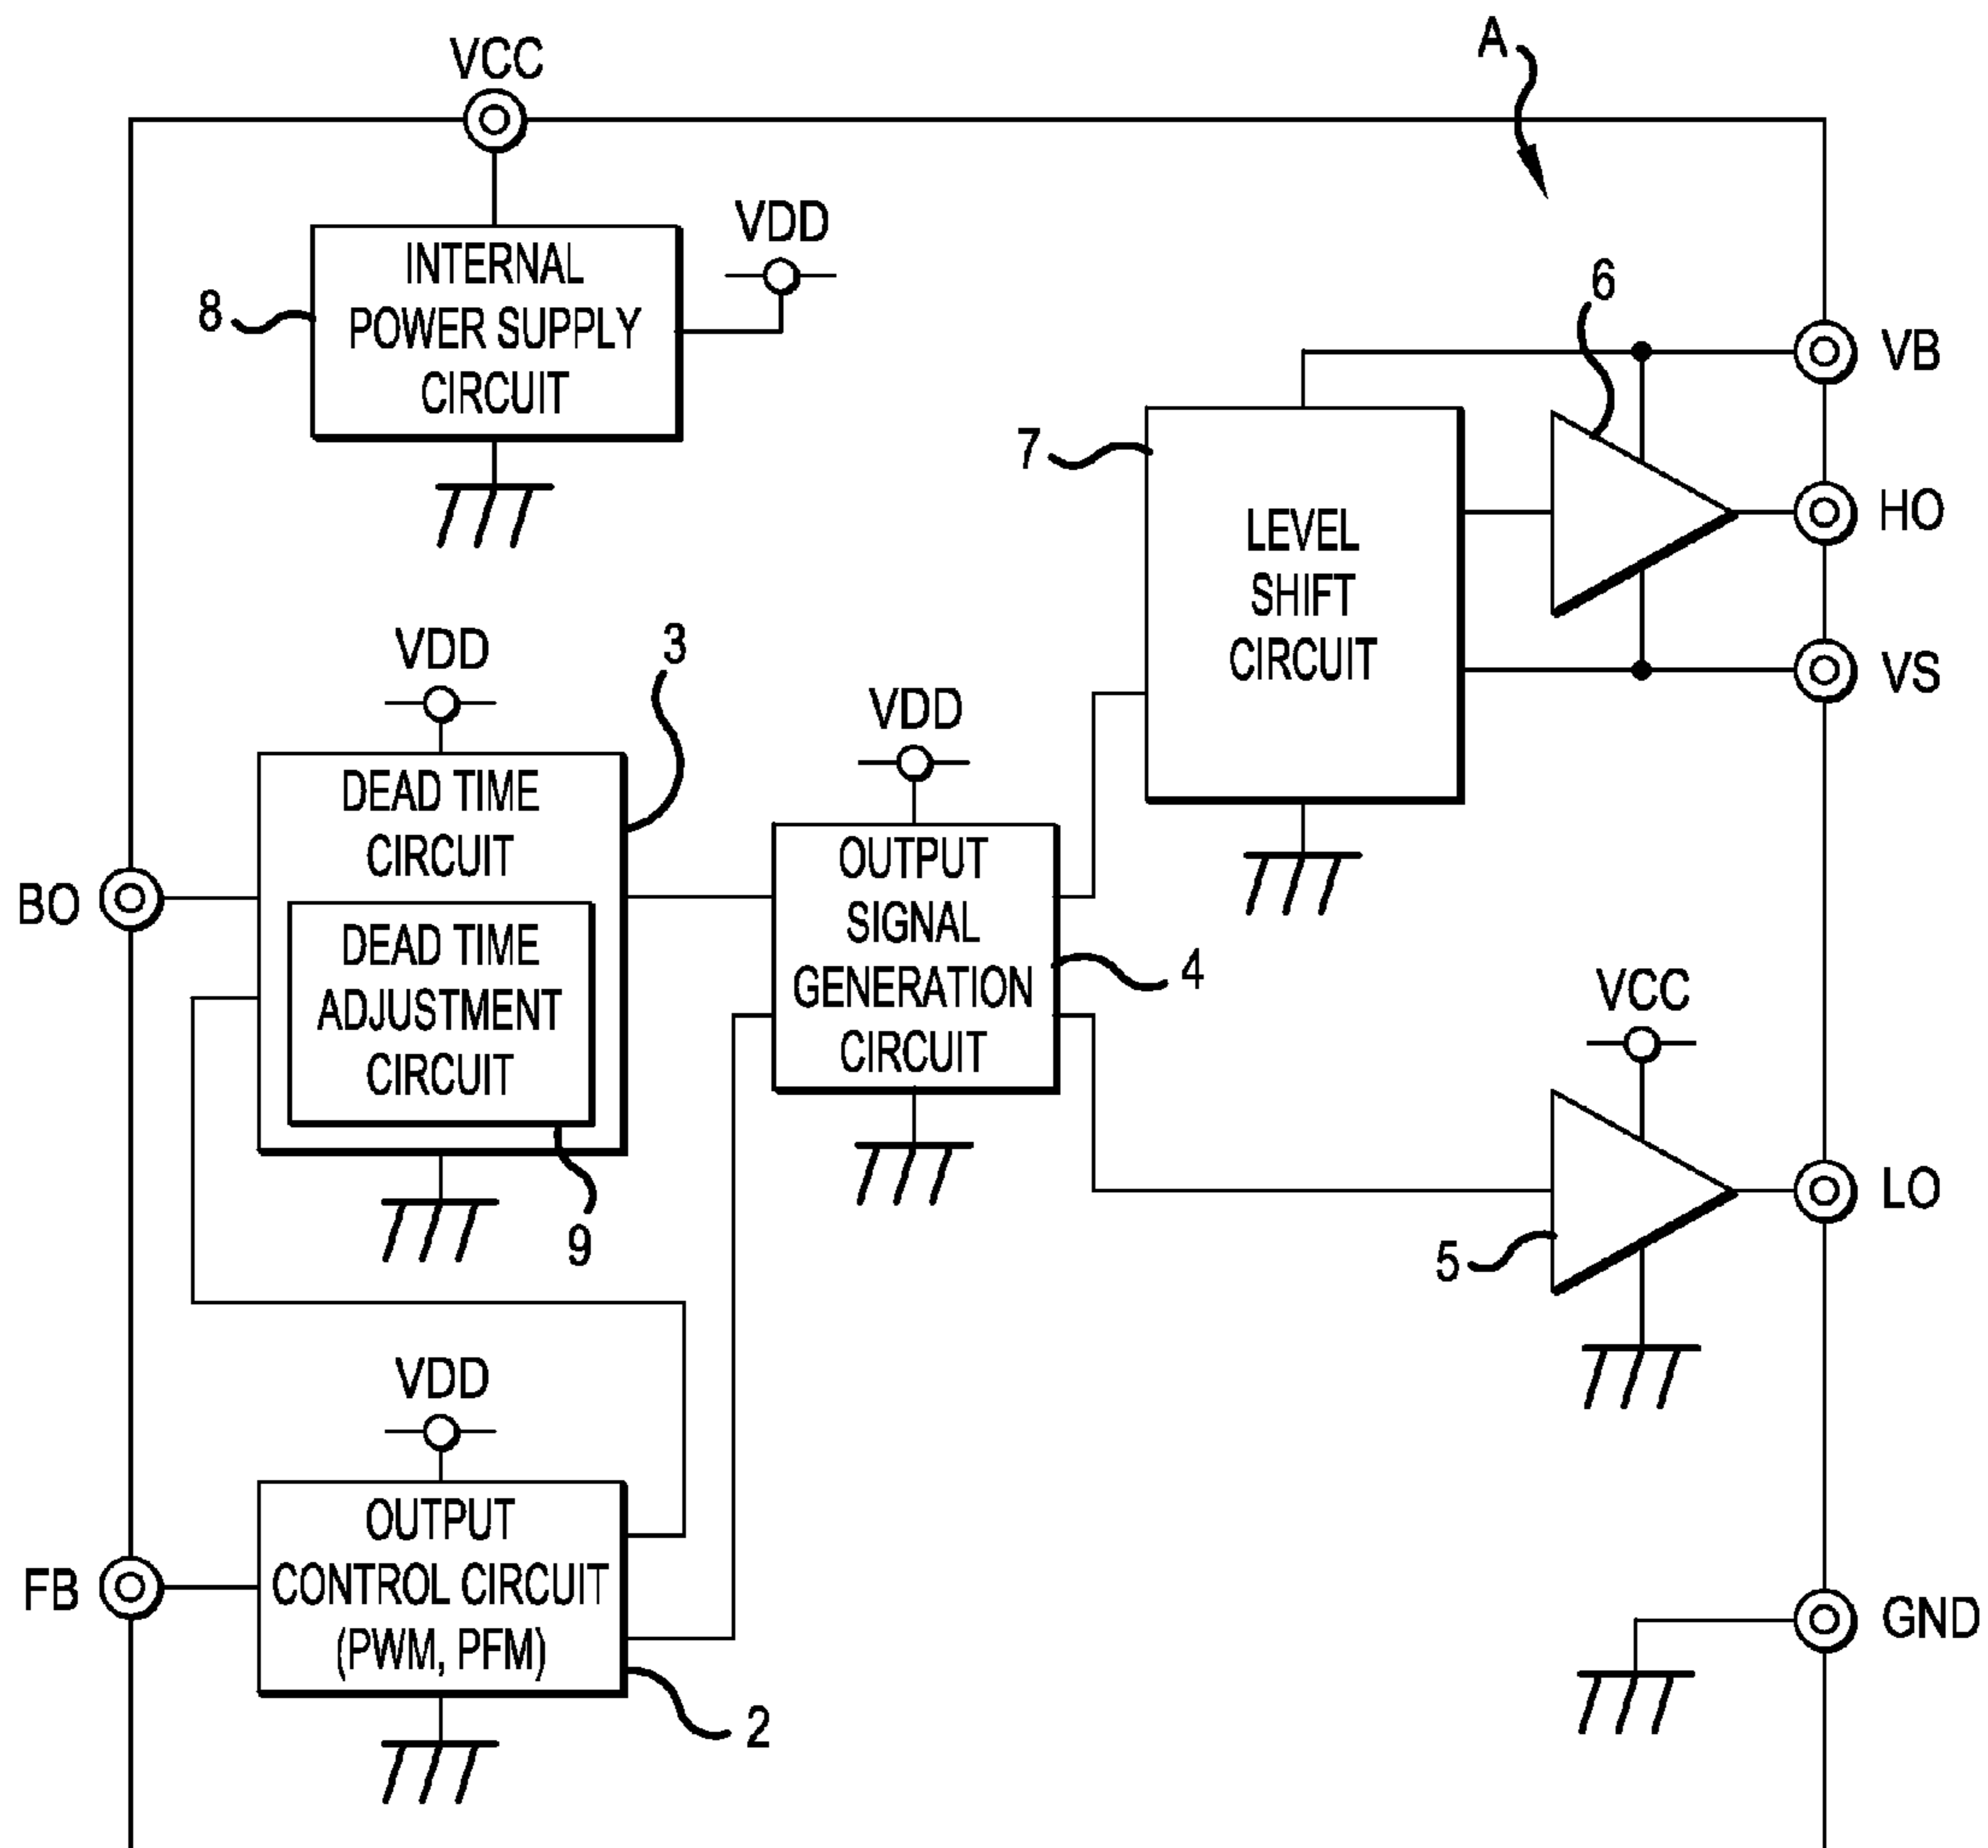 A
VCC
INTERNAL
POWER SUPPLY
CIRCUIT
8
VDD
6
VB
7
LEVEL
SHIFT
CIRCUIT
HO
VS
VDD
3
DEAD TIME
CIRCUIT
BO
DEAD TIME
ADJUSTMENT
CIRCUIT
9
VDD
OUTPUT
SIGNAL
GENERATION
CIRCUIT
4
VCC
LO
5
VDD
OUTPUT
CONTROL CIRCUIT
(PWM, PFM)
FB
2
GND